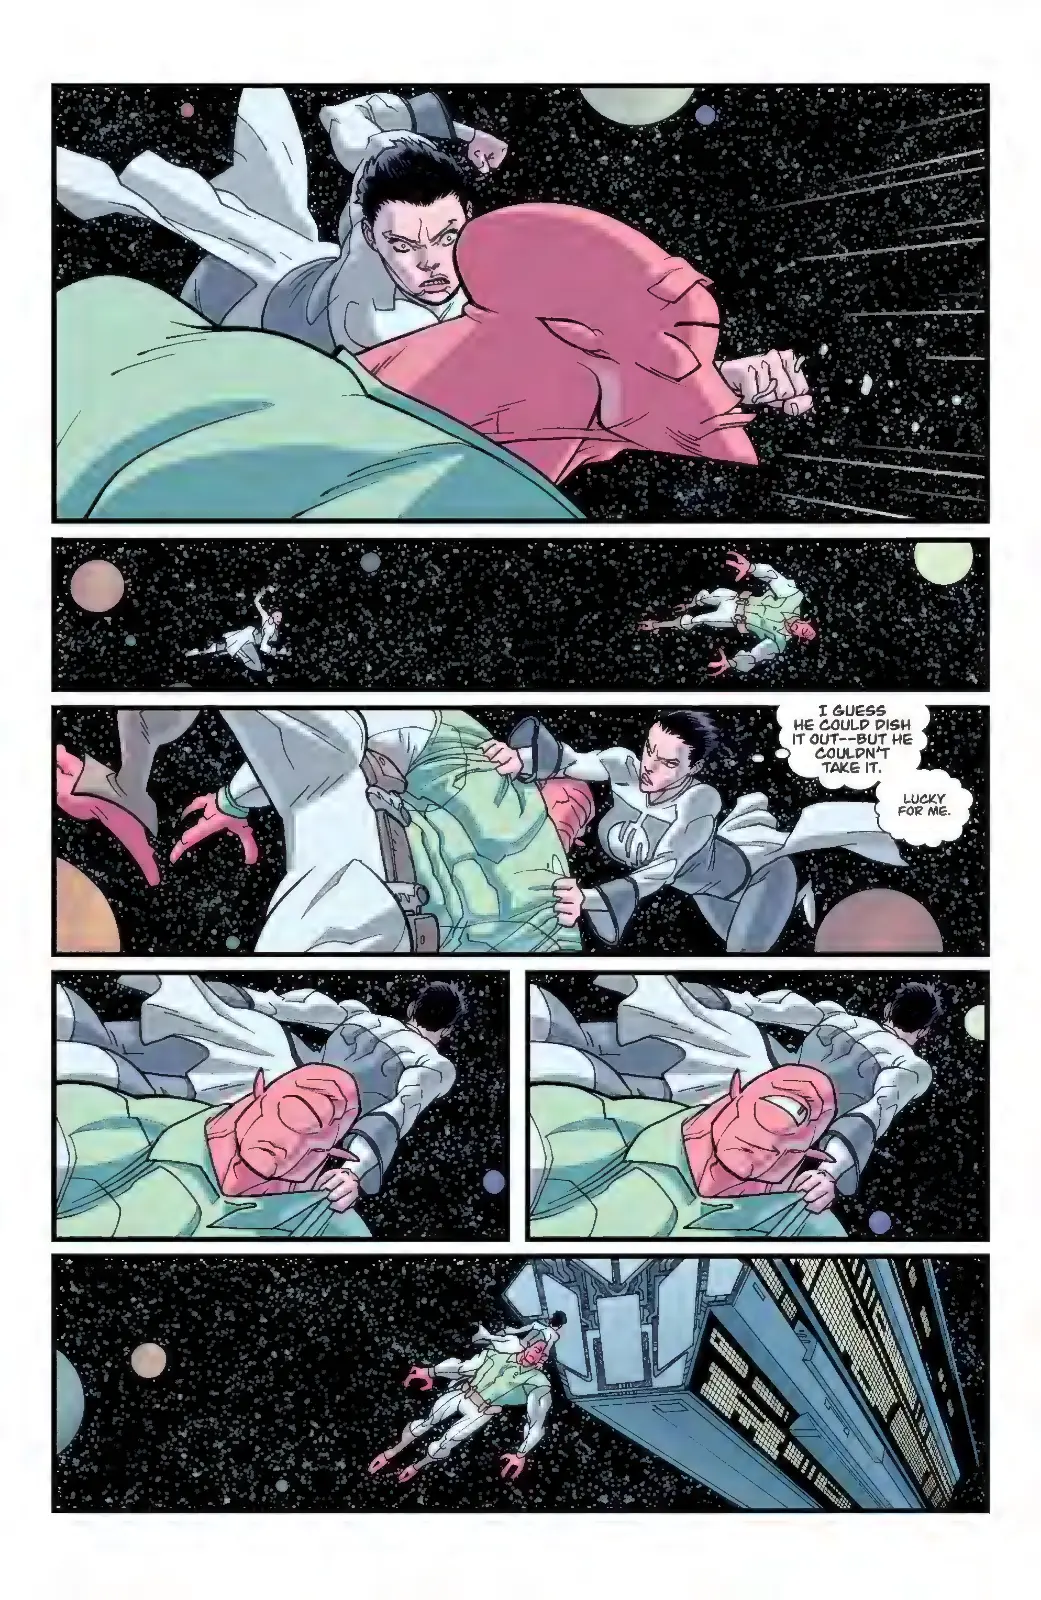 I GUESS
HE COULD DISH
IT OUT--BUT HE
COULDN'T
TAKE IT.
LUCKY
FOR ME.